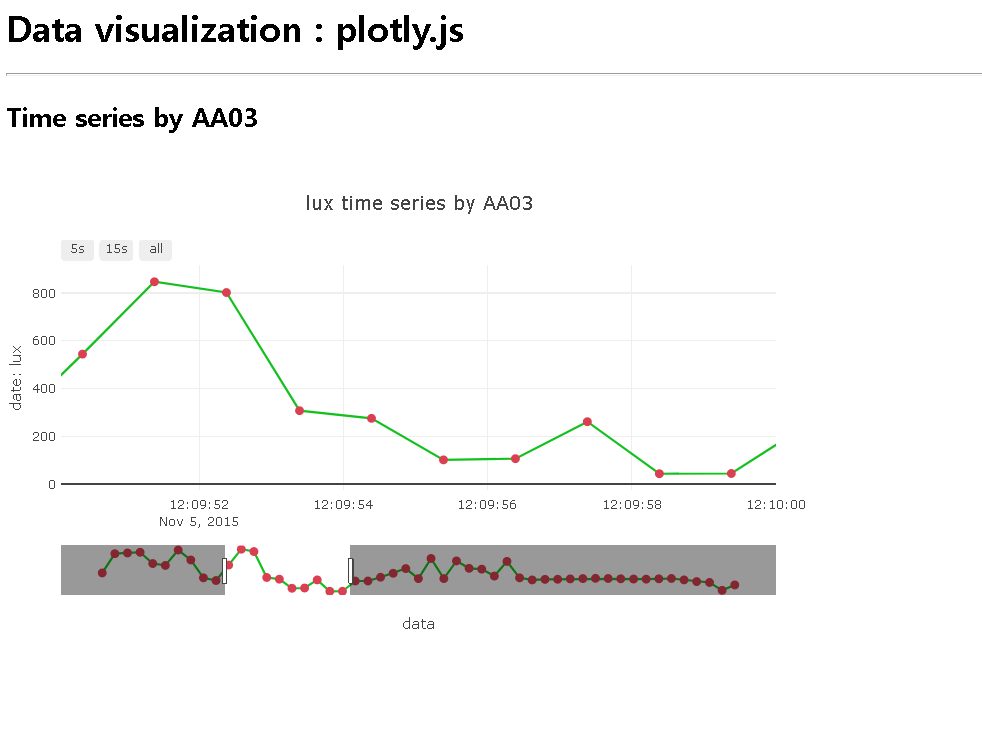 Data visualization : plotly.js
Time series by AA03
lux time series by AA03
5s 15s all
800
600
400
200
0
date: lux
12:09:52 12:09:54 12:09:56 12:09:58 12:10:00
Nov 5, 2015
data